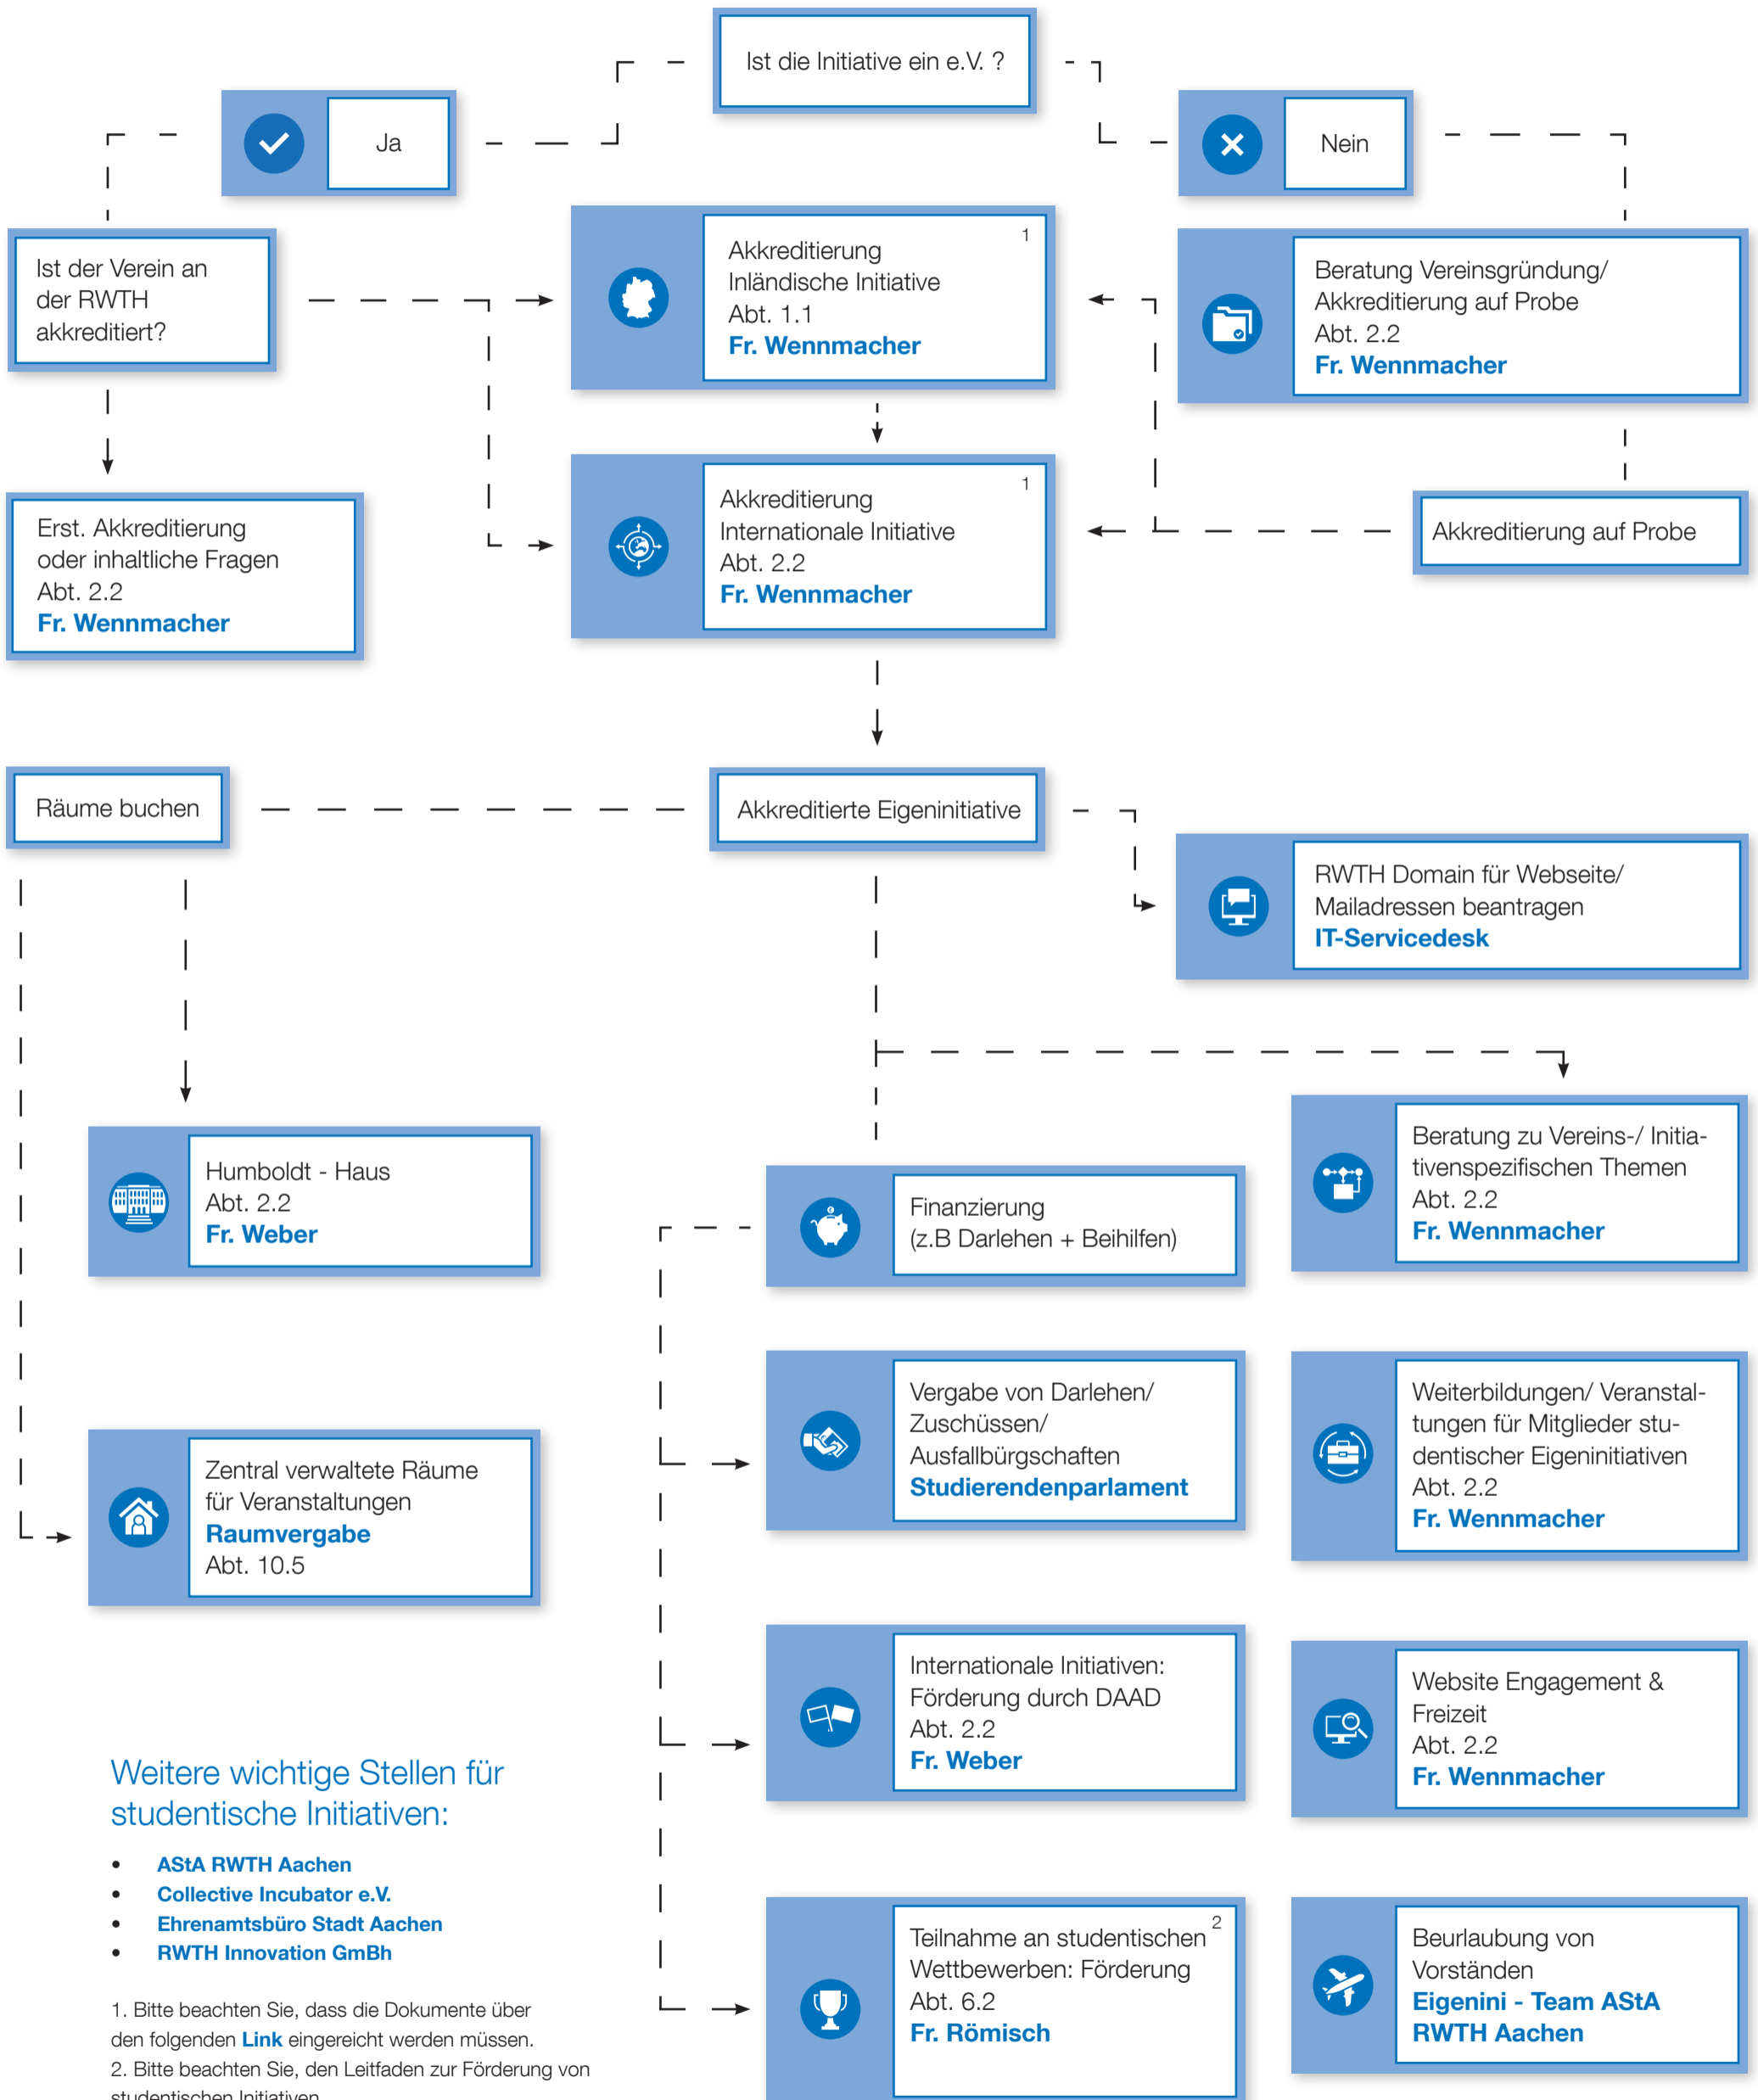 Ist die Initiative ein e.V. ?
Ja
Nein
Ist der Verein an
der RWTH
akkreditiert?
Akkreditierung 1
Inländische Initiative
Abt. 1.1
Fr. Wennmacher
Beratung Vereinsgründung/
Akkreditierung auf Probe
Abt. 2.2
Fr. Wennmacher
Erst. Akkreditierung
oder inhaltliche Fragen
Abt. 2.2
Fr. Wennmacher
Akkreditierung 1
Internationale Initiative
Abt. 2.2
Fr. Wennmacher
Akkreditierung auf Probe
Räume buchen
Akkreditierte Eigeninitiative
RWTH Domain für Webseite/
Mailadressen beantragen
IT-Servicedesk
Humboldt - Haus
Abt. 2.2
Fr. Weber
Finanzierung
(z.B Darlehen + Beihilfen)
Beratung zu Vereins-/ Initia-
tivenspezifischen Themen
Abt. 2.2
Fr. Wennmacher
Zentral verwaltete Räume
für Veranstaltungen
Raumvergabe
Abt. 10.5
Vergabe von Darlehen/
Zuschüssen/
Ausfallbürgschaften
Studierendenparlament
Weiterbildungen/ Veranstal-
tungen für Mitglieder stu-
dentischer Eigeninitiativen
Abt. 2.2
Fr. Wennmacher
Internationale Initiativen:
Förderung durch DAAD
Abt. 2.2
Fr. Weber
Website Engagement &
Freizeit
Abt. 2.2
Fr. Wennmacher
Teilnahme an studentischen 2
Wettbewerben: Förderung
Abt. 6.2
Fr. Römisch
Beurlaubung von
Vorständen
Eigenini - Team AStA
RWTH Aachen
Weitere wichtige Stellen für
studentische Initiativen:
• AStA RWTH Aachen
• Collective Incubator e.V.
• Ehrenamtsbüro Stadt Aachen
• RWTH Innovation GmBh
1. Bitte beachten Sie, dass die Dokumente über
den folgenden Link eingereicht werden müssen.
2. Bitte beachten Sie, den Leitfaden zur Förderung von
studentischen Initiativen